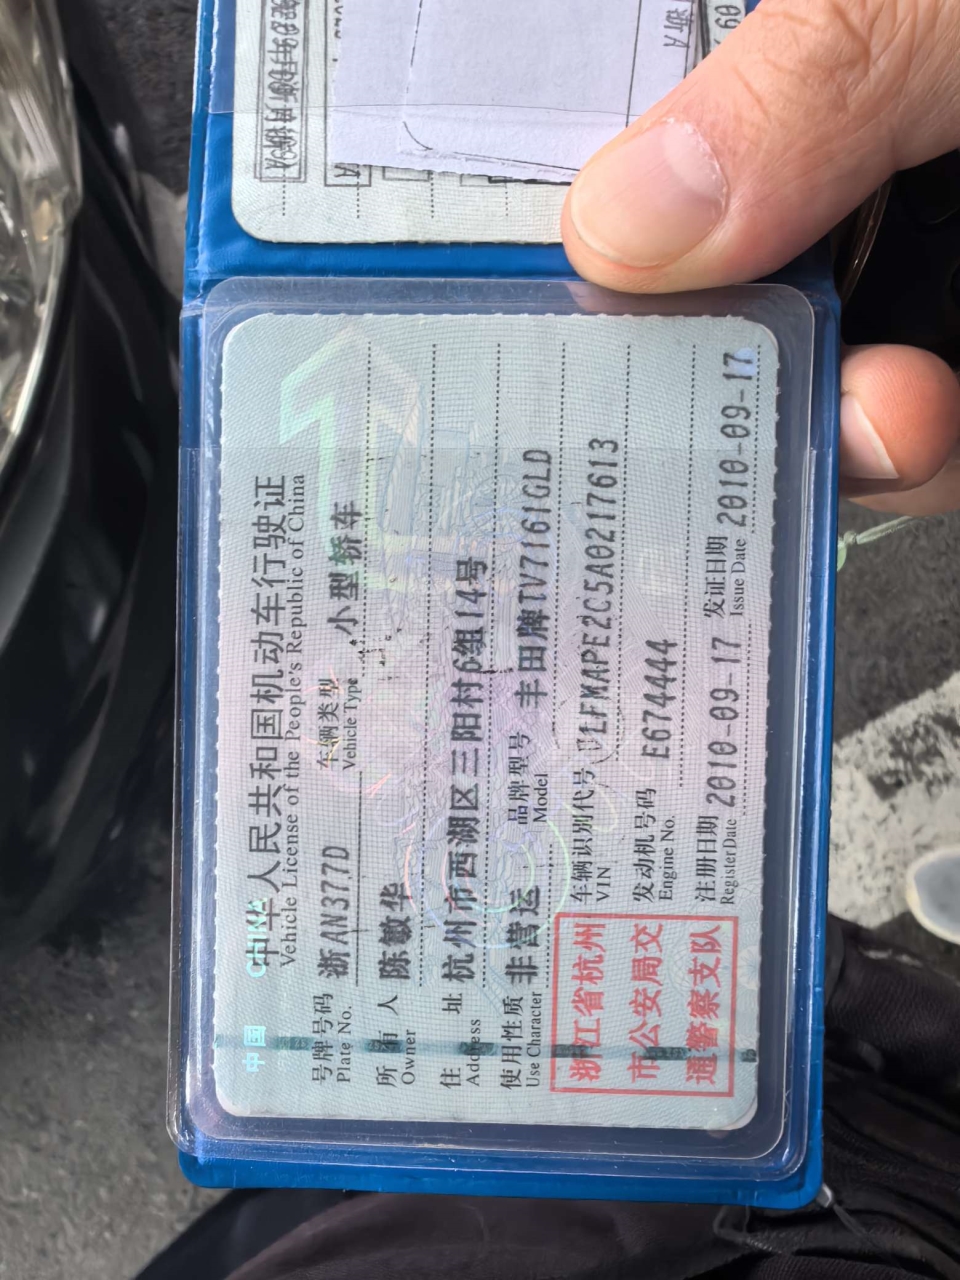 中国 CHINA
中华人民共和国机动车行驶证
Vehicle License of the People's Republic of China
号牌号码 浙AN377D 车辆类型 小型轿车
Plate No. Vehicle Type
所有人 陈敏华
Owner
住址 杭州市西湖区三阳村6组14号
Address
使用性质 非营运 品牌型号 丰田牌TV7161GLD
Use Character Model
浙江省杭州
市公安局交
通警察支队
车辆识别代号 LFMAPE2C5A0217613
VIN
发动机号码 E674444
Engine No.
注册日期 2010-09-17 发证日期 2010-09-17
Register Date Issue Date
浙A